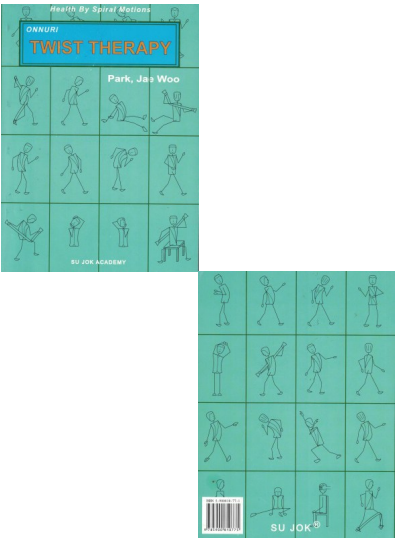 Health By Spiral Motions
ONNURI
TWIST THERAPY
Park, Jae Woo
SU JOK ACADEMY
SU JOK®